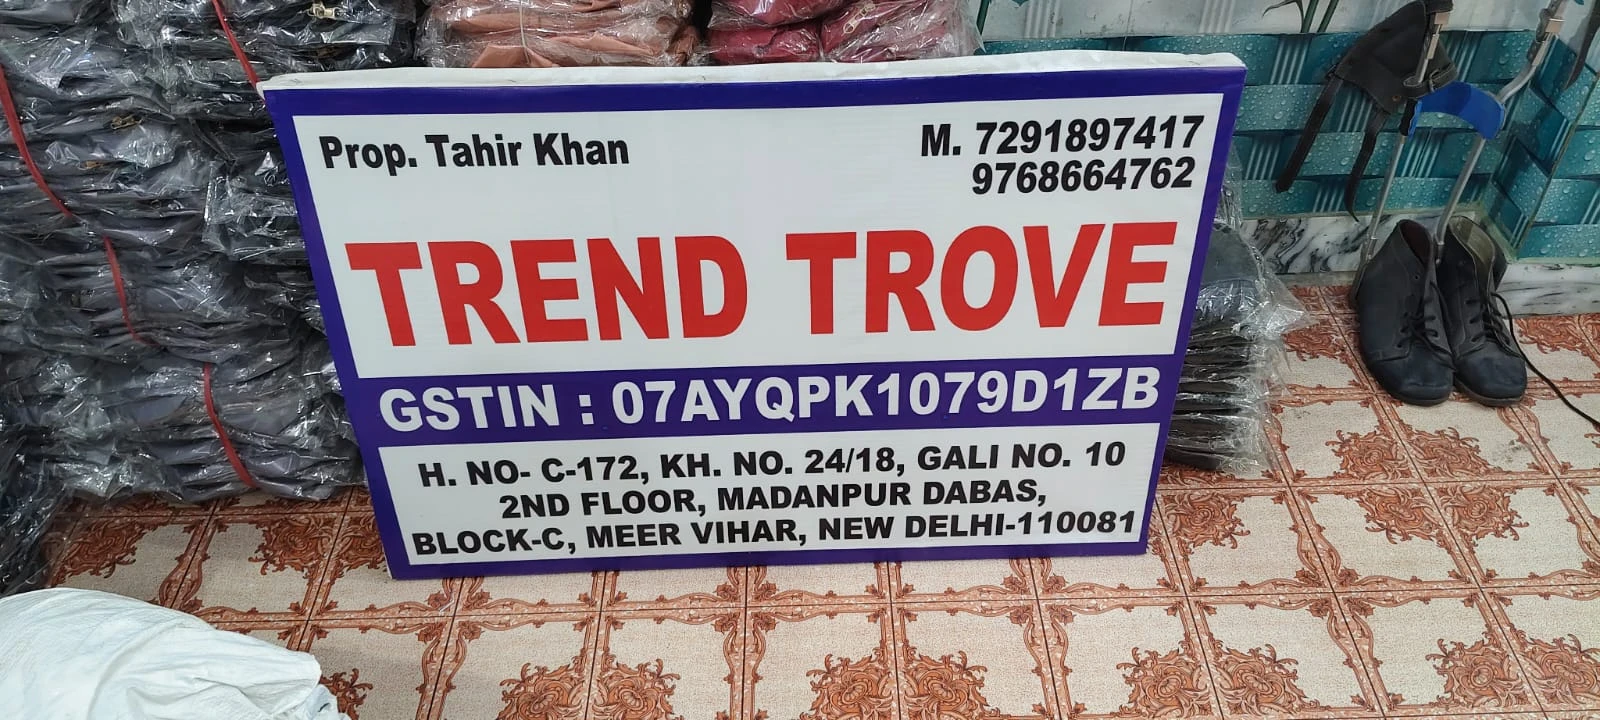 Prop. Tahir Khan
M. 7291897417
9768664762
TREND TROVE
GSTIN : 07AYQPK1079D1ZB
H. NO- C-172, KH. NO. 24/18, GALI NO. 10
2ND FLOOR, MADANPUR DABAS,
BLOCK-C, MEER VIHAR, NEW DELHI-110081